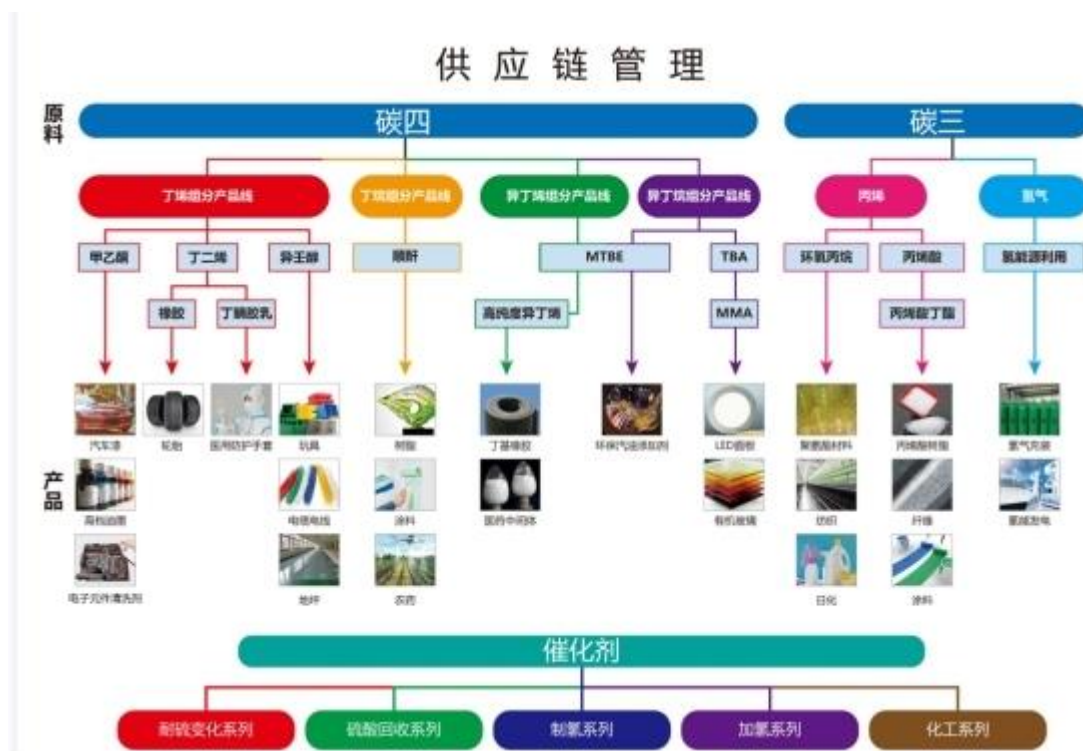 供应链管理
原料
碳四
碳三
丁烯组分产品线
丁烷组分产品线
异丁烯组分产品线
异丁烷组分产品线
丙烯
氢气
甲乙酮
丁二烯
异壬醇
顺酐
MTBE
TBA
环氧丙烷
丙烯酸
氢能源利用
橡胶
丁腈胶乳
高纯度异丁烯
MMA
丙烯酸丁酯
汽车漆
轮胎
医用防护手套
玩具
树脂
丁基橡胶
环保汽油添加剂
LED面板
聚氨酯材料
丙烯酸树脂
氢气充装
产品
高档油墨
电缆电线
涂料
医药中间体
有机玻璃
纺织
纤维
氢能发电
电子元件清洗剂
地坪
农药
日化
涂料
催化剂
耐硫变化系列
硫酸回收系列
制氢系列
加氢系列
化工系列